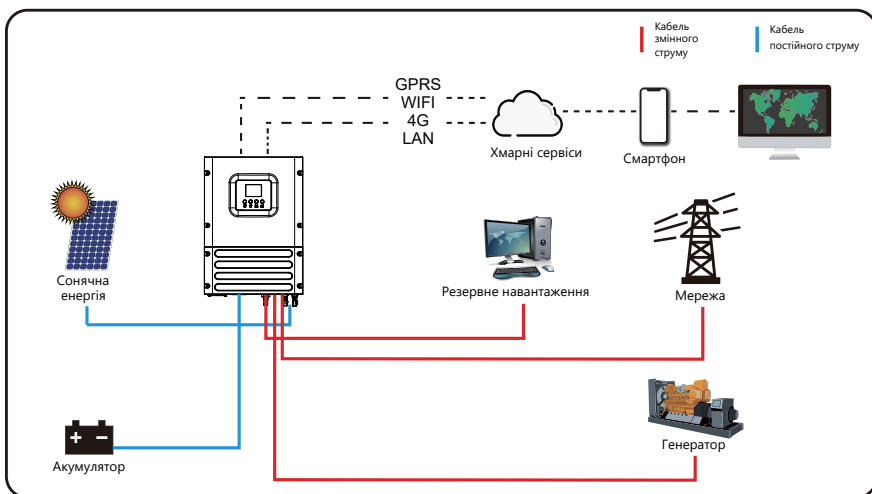 Кабель
змінного
струму
Кабель
постійного струму
GPRS
WIFI
4G
LAN
Хмарні сервіси
Смартфон
Сонячна
енергія
Резервне навантаження
Мережа
Акумулятор
Генератор